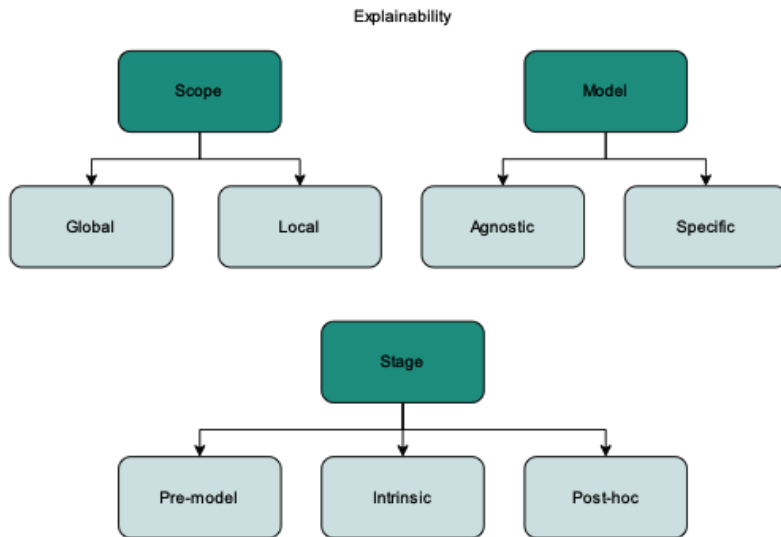 Explainability
Scope
Model
Global
Local
Agnostic
Specific
Stage
Pre-model
Intrinsic
Post-hoc